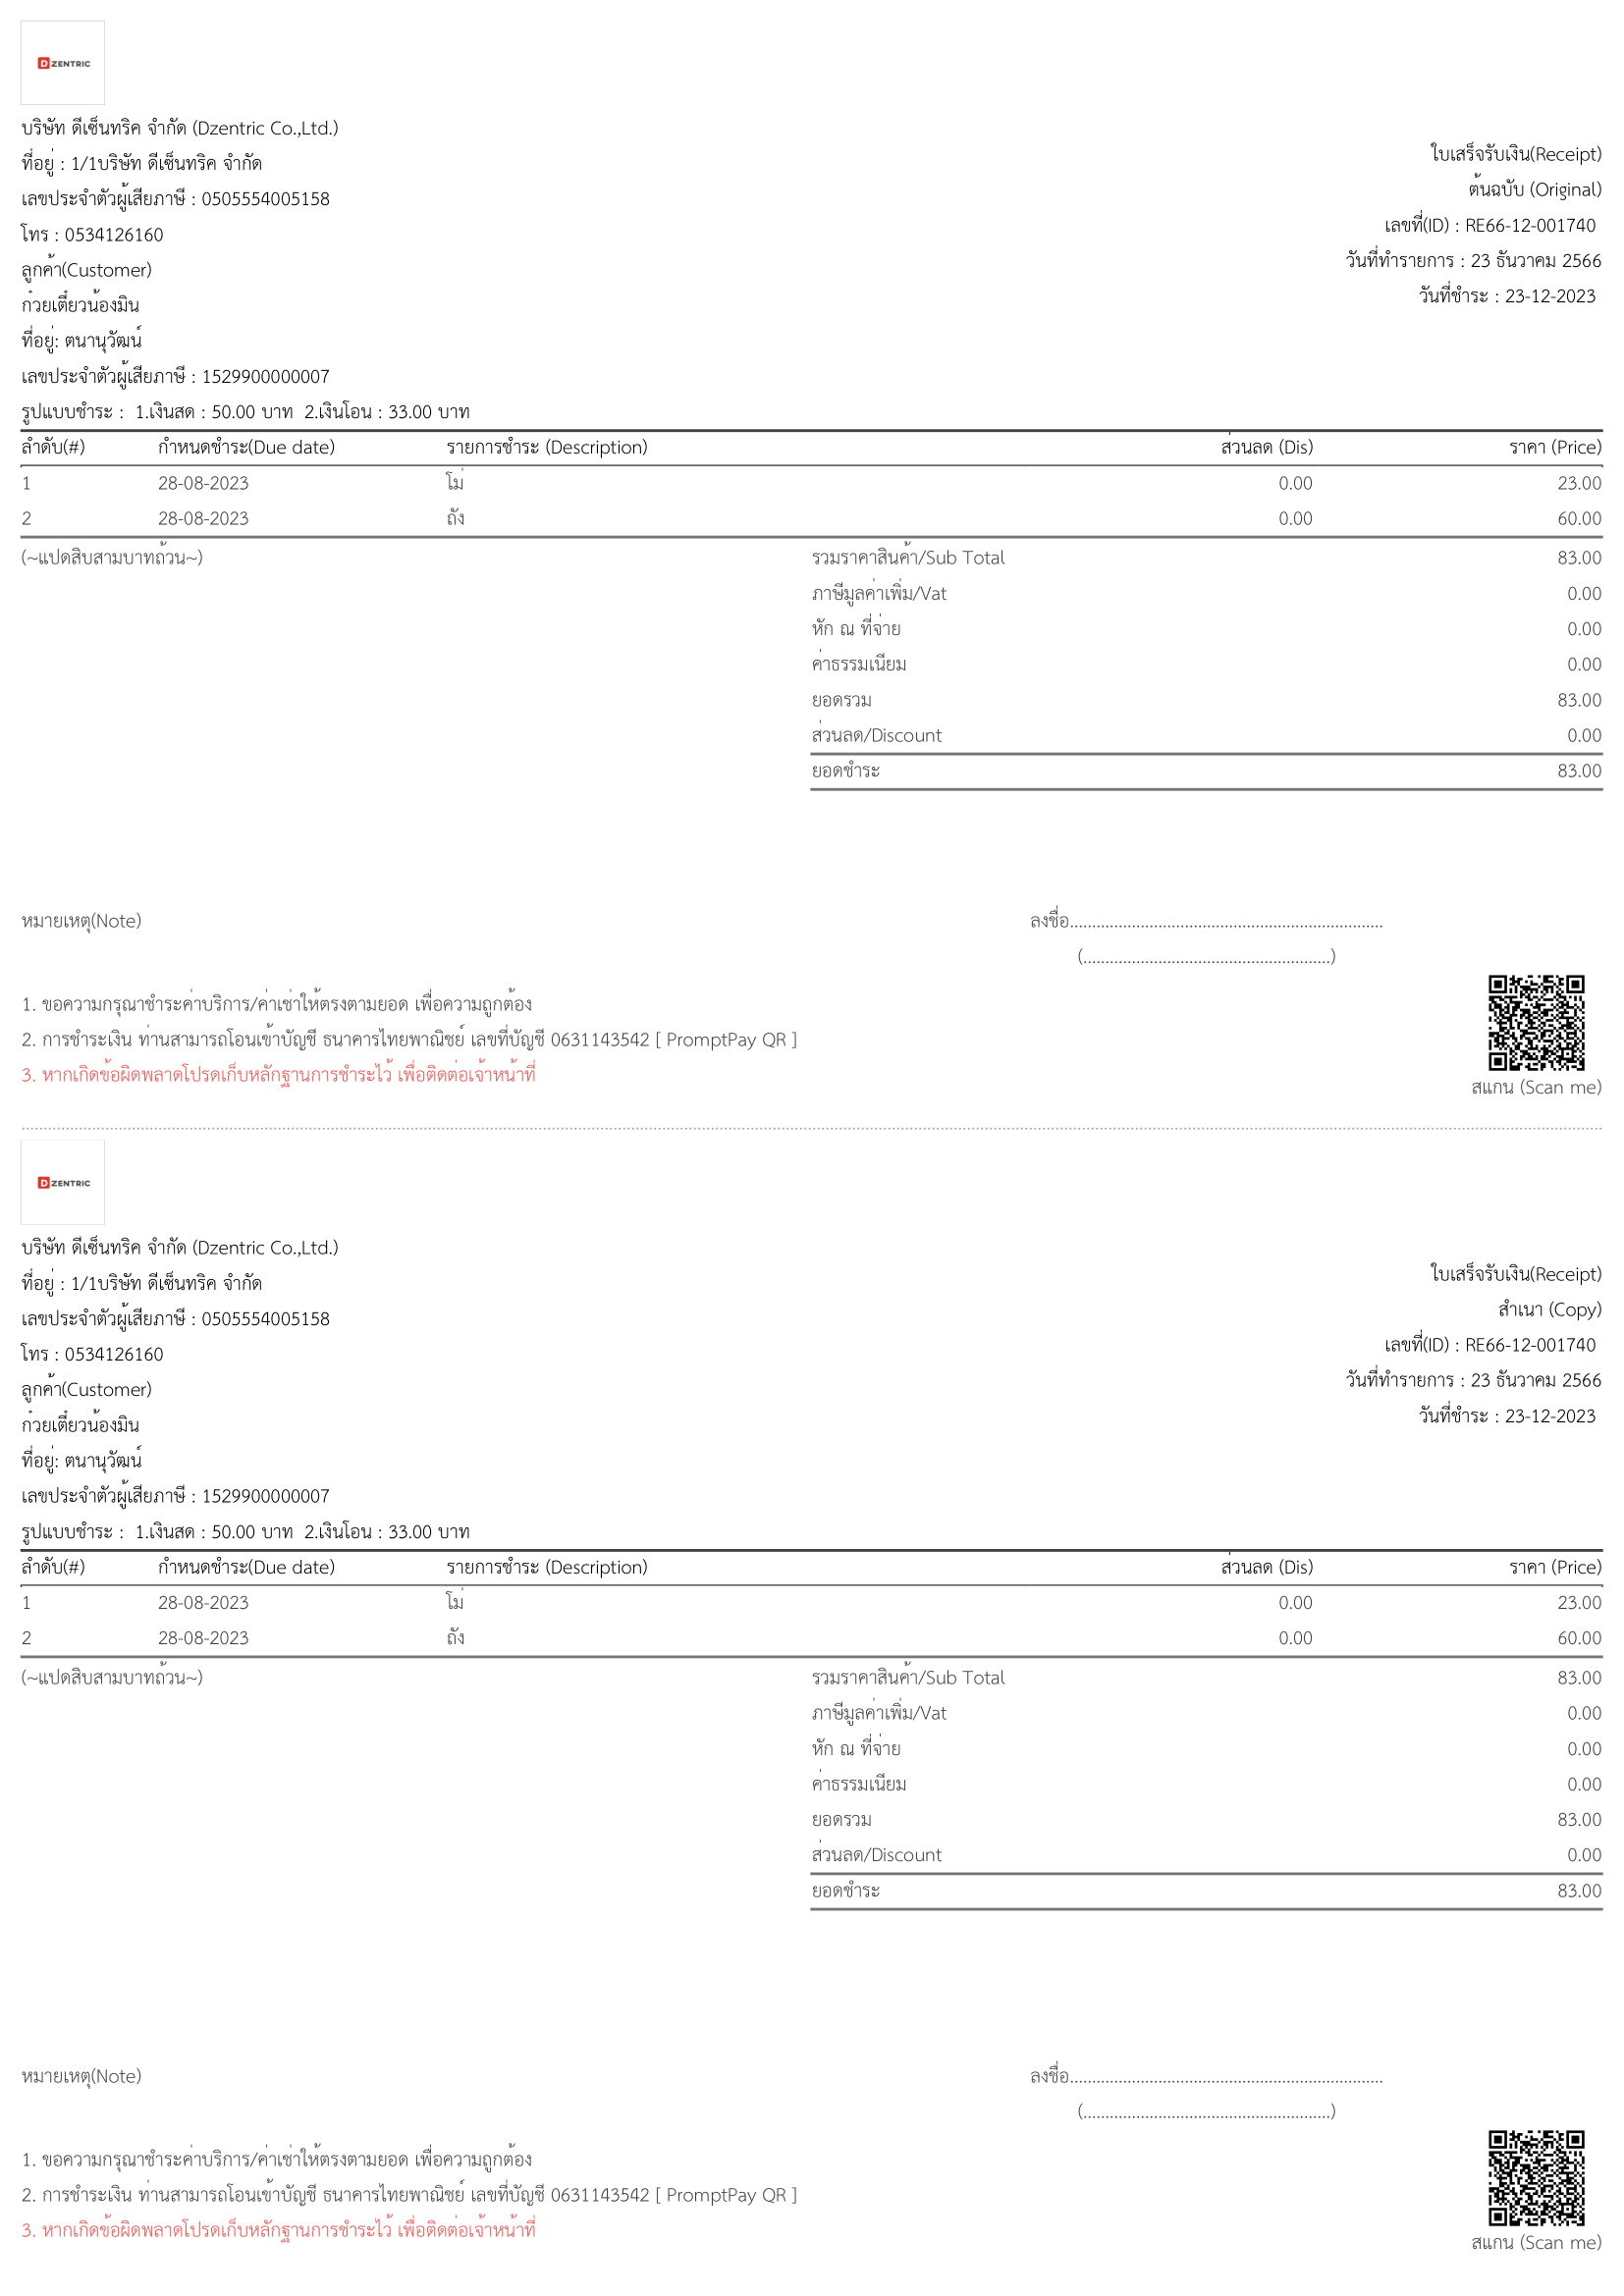 DZENTRIC
บริษัท ดีเซ็นทริค จำกัด (Dzentric Co.,Ltd.)
ที่อยู่ : 1/1บริษัท ดีเซ็นทริค จำกัด
เลขประจำตัวผู้เสียภาษี : 0505554005158
โทร : 0534126160
ลูกค้า(Customer)
ก๋วยเตี๋ยวน้องมิน
ที่อยู่: ตนานุวัฒน์
เลขประจำตัวผู้เสียภาษี : 1529900000007
รูปแบบชำระ : 1.เงินสด : 50.00 บาท 2.เงินโอน : 33.00 บาท
ใบเสร็จรับเงิน(Receipt)
ต้นฉบับ (Original)
เลขที่(ID) : RE66-12-001740
วันที่ทำรายการ : 23 ธันวาคม 2566
วันที่ชำระ : 23-12-2023
ลำดับ(#) กำหนดชำระ(Due date) รายการชำระ (Description) ส่วนลด (Dis) ราคา (Price)
1 28-08-2023 โม่ 0.00 23.00
2 28-08-2023 ถัง 0.00 60.00
(~แปดสิบสามบาทถ้วน~)
รวมราคาสินค้า/Sub Total 83.00
ภาษีมูลค่าเพิ่ม/Vat 0.00
หัก ณ ที่จ่าย 0.00
ค่าธรรมเนียม 0.00
ยอดรวม 83.00
ส่วนลด/Discount 0.00
ยอดชำระ 83.00
หมายเหตุ(Note)
ลงชื่อ.......................................................................
(........................................................)
1. ขอความกรุณาชำระค่าบริการ/ค่าเช่าให้ตรงตามยอด เพื่อความถูกต้อง
2. การชำระเงิน ท่านสามารถโอนเข้าบัญชี ธนาคารไทยพาณิชย์ เลขที่บัญชี 0631143542 [ PromptPay QR ]
3. หากเกิดข้อผิดพลาดโปรดเก็บหลักฐานการชำระไว้ เพื่อติดต่อเจ้าหน้าที่
สแกน (Scan me)
DZENTRIC
บริษัท ดีเซ็นทริค จำกัด (Dzentric Co.,Ltd.)
ที่อยู่ : 1/1บริษัท ดีเซ็นทริค จำกัด
เลขประจำตัวผู้เสียภาษี : 0505554005158
โทร : 0534126160
ลูกค้า(Customer)
ก๋วยเตี๋ยวน้องมิน
ที่อยู่: ตนานุวัฒน์
เลขประจำตัวผู้เสียภาษี : 1529900000007
รูปแบบชำระ : 1.เงินสด : 50.00 บาท 2.เงินโอน : 33.00 บาท
ใบเสร็จรับเงิน(Receipt)
สำเนา (Copy)
เลขที่(ID) : RE66-12-001740
วันที่ทำรายการ : 23 ธันวาคม 2566
วันที่ชำระ : 23-12-2023
ลำดับ(#) กำหนดชำระ(Due date) รายการชำระ (Description) ส่วนลด (Dis) ราคา (Price)
1 28-08-2023 โม่ 0.00 23.00
2 28-08-2023 ถัง 0.00 60.00
(~แปดสิบสามบาทถ้วน~)
รวมราคาสินค้า/Sub Total 83.00
ภาษีมูลค่าเพิ่ม/Vat 0.00
หัก ณ ที่จ่าย 0.00
ค่าธรรมเนียม 0.00
ยอดรวม 83.00
ส่วนลด/Discount 0.00
ยอดชำระ 83.00
หมายเหตุ(Note)
ลงชื่อ.......................................................................
(........................................................)
1. ขอความกรุณาชำระค่าบริการ/ค่าเช่าให้ตรงตามยอด เพื่อความถูกต้อง
2. การชำระเงิน ท่านสามารถโอนเข้าบัญชี ธนาคารไทยพาณิชย์ เลขที่บัญชี 0631143542 [ PromptPay QR ]
3. หากเกิดข้อผิดพลาดโปรดเก็บหลักฐานการชำระไว้ เพื่อติดต่อเจ้าหน้าที่
สแกน (Scan me)